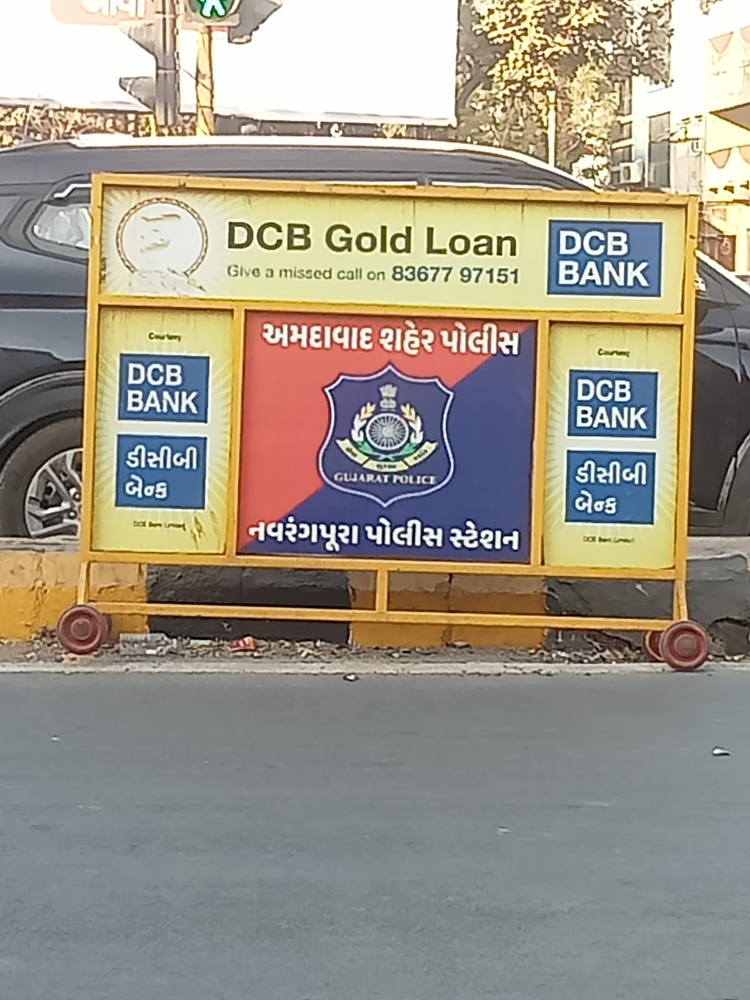 DCB Gold Loan
Give a missed call on 83677 97151
DCB
BANK
Courtesy
DCB
BANK
ડીસીબી
બેન્ક
DCB Bank Limited
અમદાવાદ શહેર પોલીસ
GUJARAT POLICE
નવરંગપૂરા પોલીસ સ્ટેશન
Courtesy
DCB
BANK
ડીસીબી
બેન્ક
DCB Bank Limited